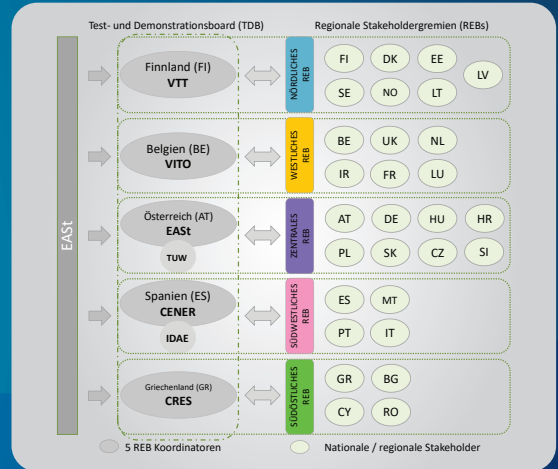 Test- und Demonstrationsboard (TDB)
Regionale Stakeholdergremien (REBs)
EASt
Finnland (FI)
VTT
NÖRDLICHES
REB
FI DK EE
LV
SE NO LT
Belgien (BE)
VITO
WESTLICHES
REB
BE UK NL
IR FR LU
Österreich (AT)
EASt
TUW
ZENTRALES
REB
AT DE HU HR
PL SK CZ SI
Spanien (ES)
CENER
IDAE
SÜDWESTLICHES
REB
ES MT
PT IT
Griechenland (GR)
CRES
SÜDÖSTLICHES
REB
GR BG
CY RO
5 REB Koordinatoren
Nationale / regionale Stakeholder